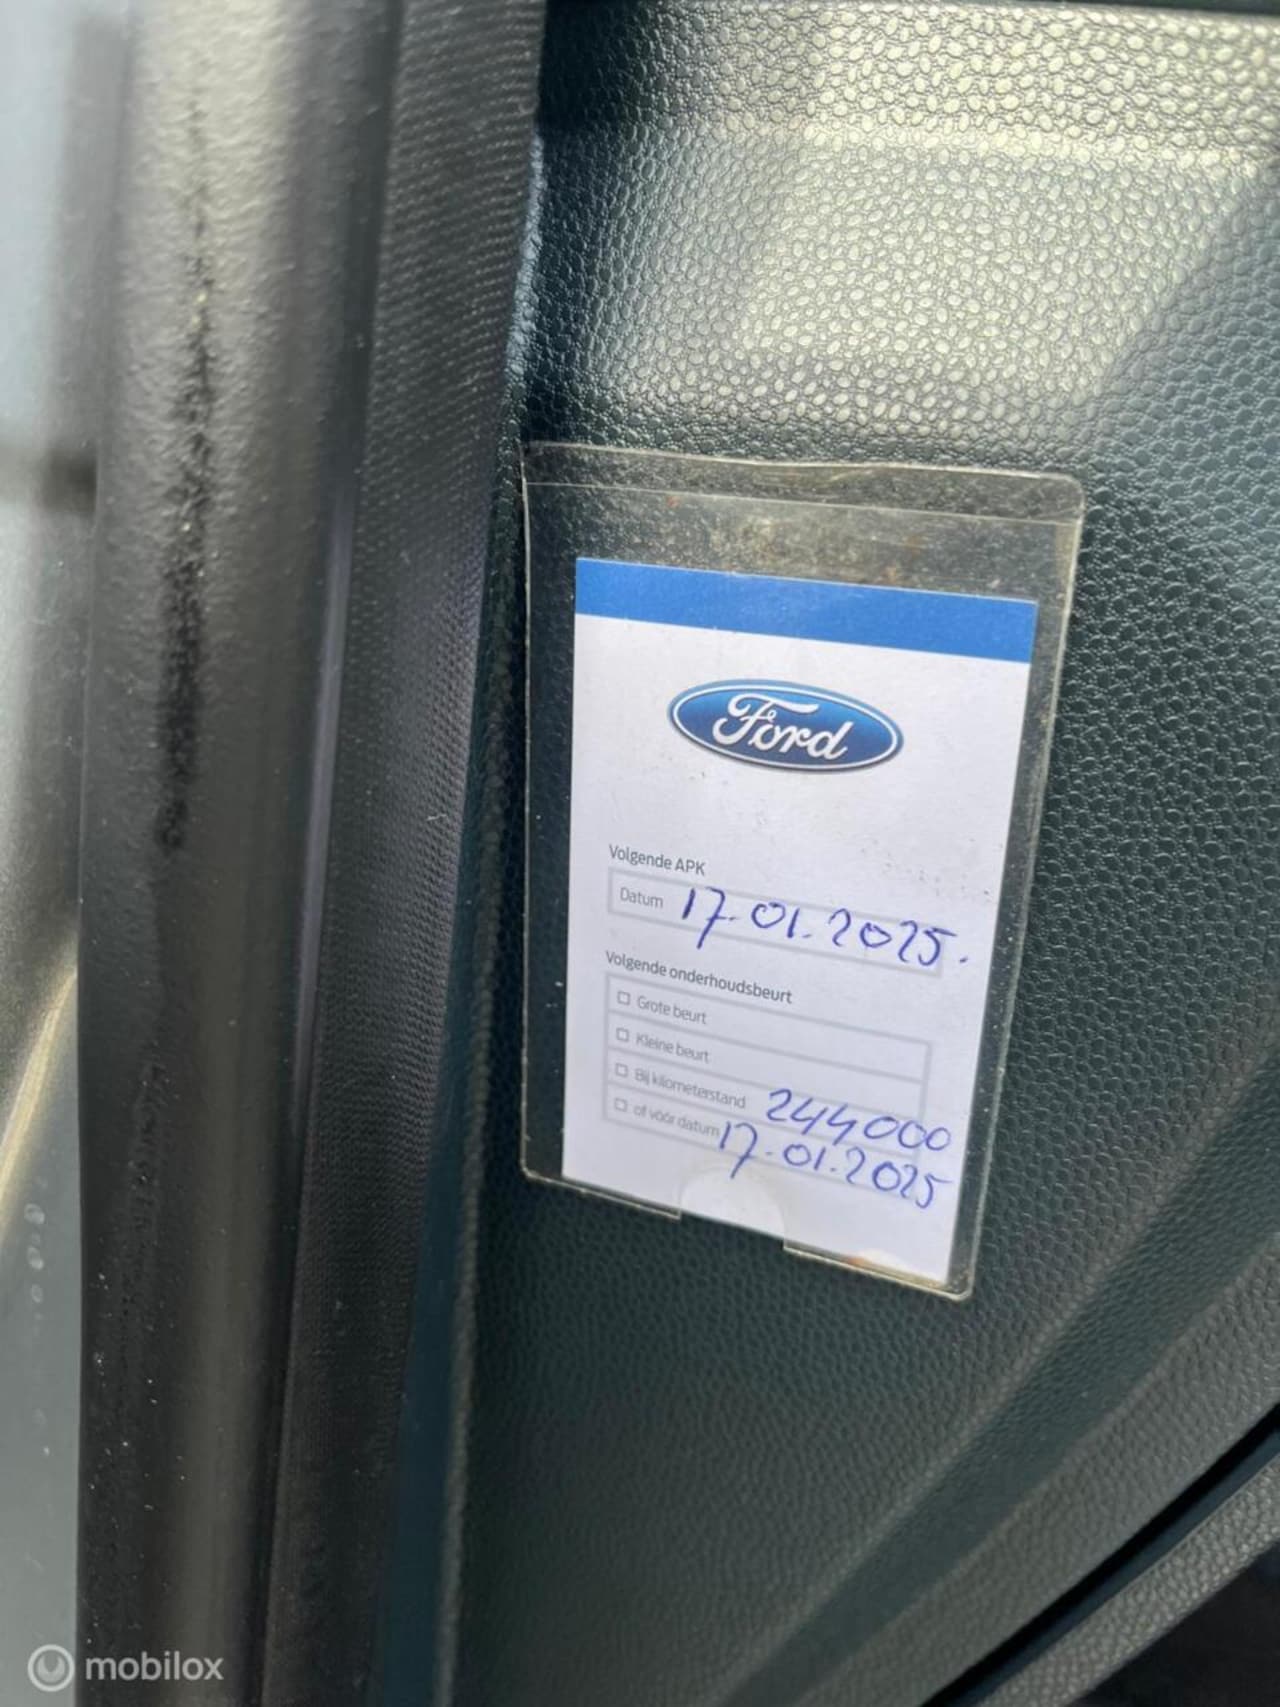 Ford
Volgende APK
Datum 17.01.2025.
Volgende onderhoudsbeurt
Grote beurt
Kleine beurt
Bij kilometerstand 244000
of vóór datum 17.01.2025
mobilox